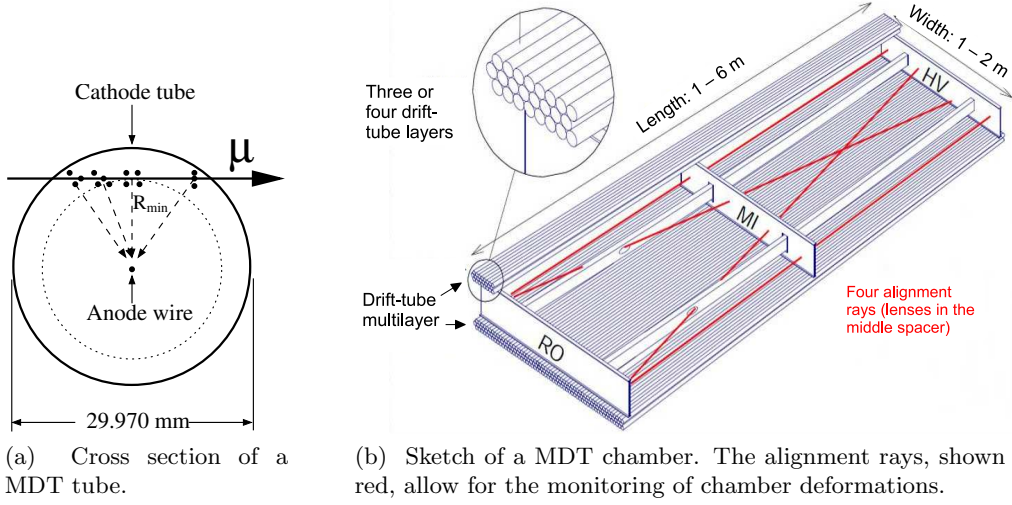 Cathode tube
μ
R_min
Anode wire
29.970 mm
(a) Cross section of a
MDT tube.
Three or
four drift-
tube layers
Length: 1 – 6 m
Width: 1 – 2 m
HV
MI
Drift-tube
multilayer
RO
Four alignment
rays (lenses in the
middle spacer)
(b) Sketch of a MDT chamber. The alignment rays, shown
red, allow for the monitoring of chamber deformations.